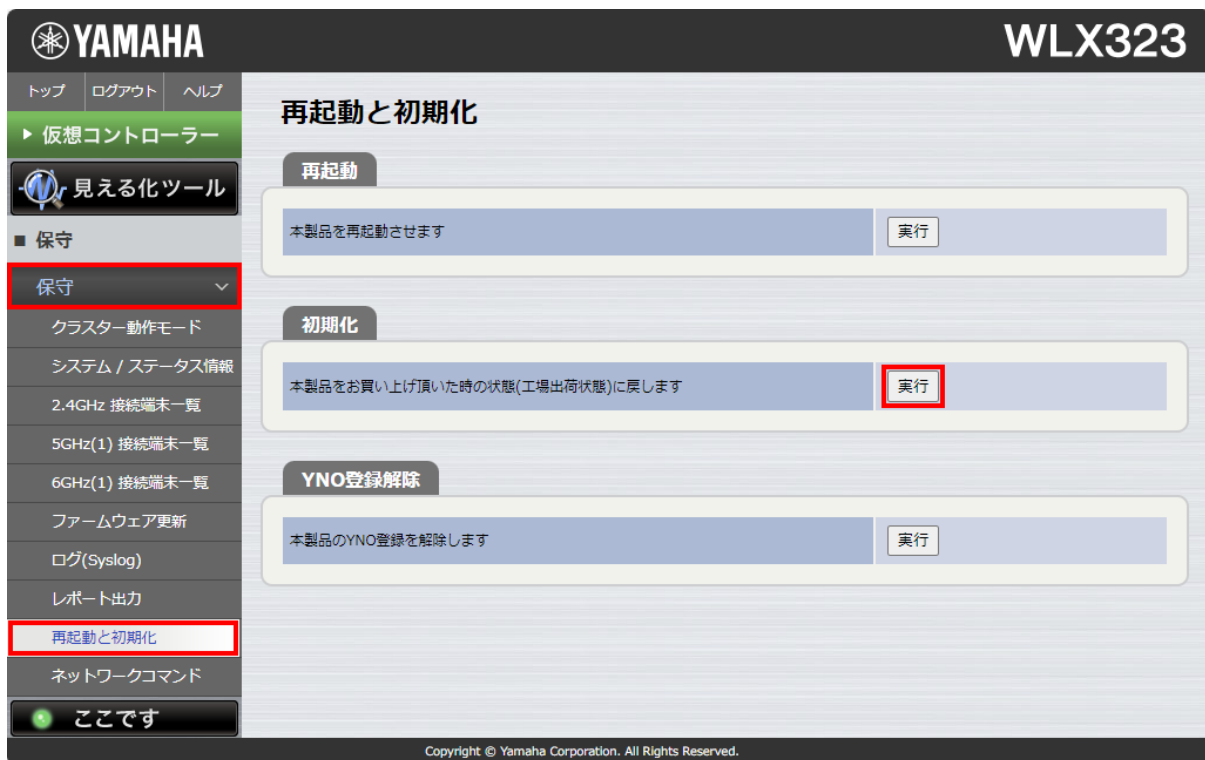 YAMAHA
WLX323
トップ ログアウト ヘルプ
仮想コントローラー
見える化ツール
保守
保守
クラスター動作モード
システム / ステータス情報
2.4GHz 接続端末一覧
5GHz(1) 接続端末一覧
6GHz(1) 接続端末一覧
ファームウェア更新
ログ(Syslog)
レポート出力
再起動と初期化
ネットワークコマンド
ここです
再起動と初期化
再起動
本製品を再起動させます 実行
初期化
本製品をお買い上げ頂いた時の状態(工場出荷状態)に戻します 実行
YNO登録解除
本製品のYNO登録を解除します 実行
Copyright © Yamaha Corporation. All Rights Reserved.